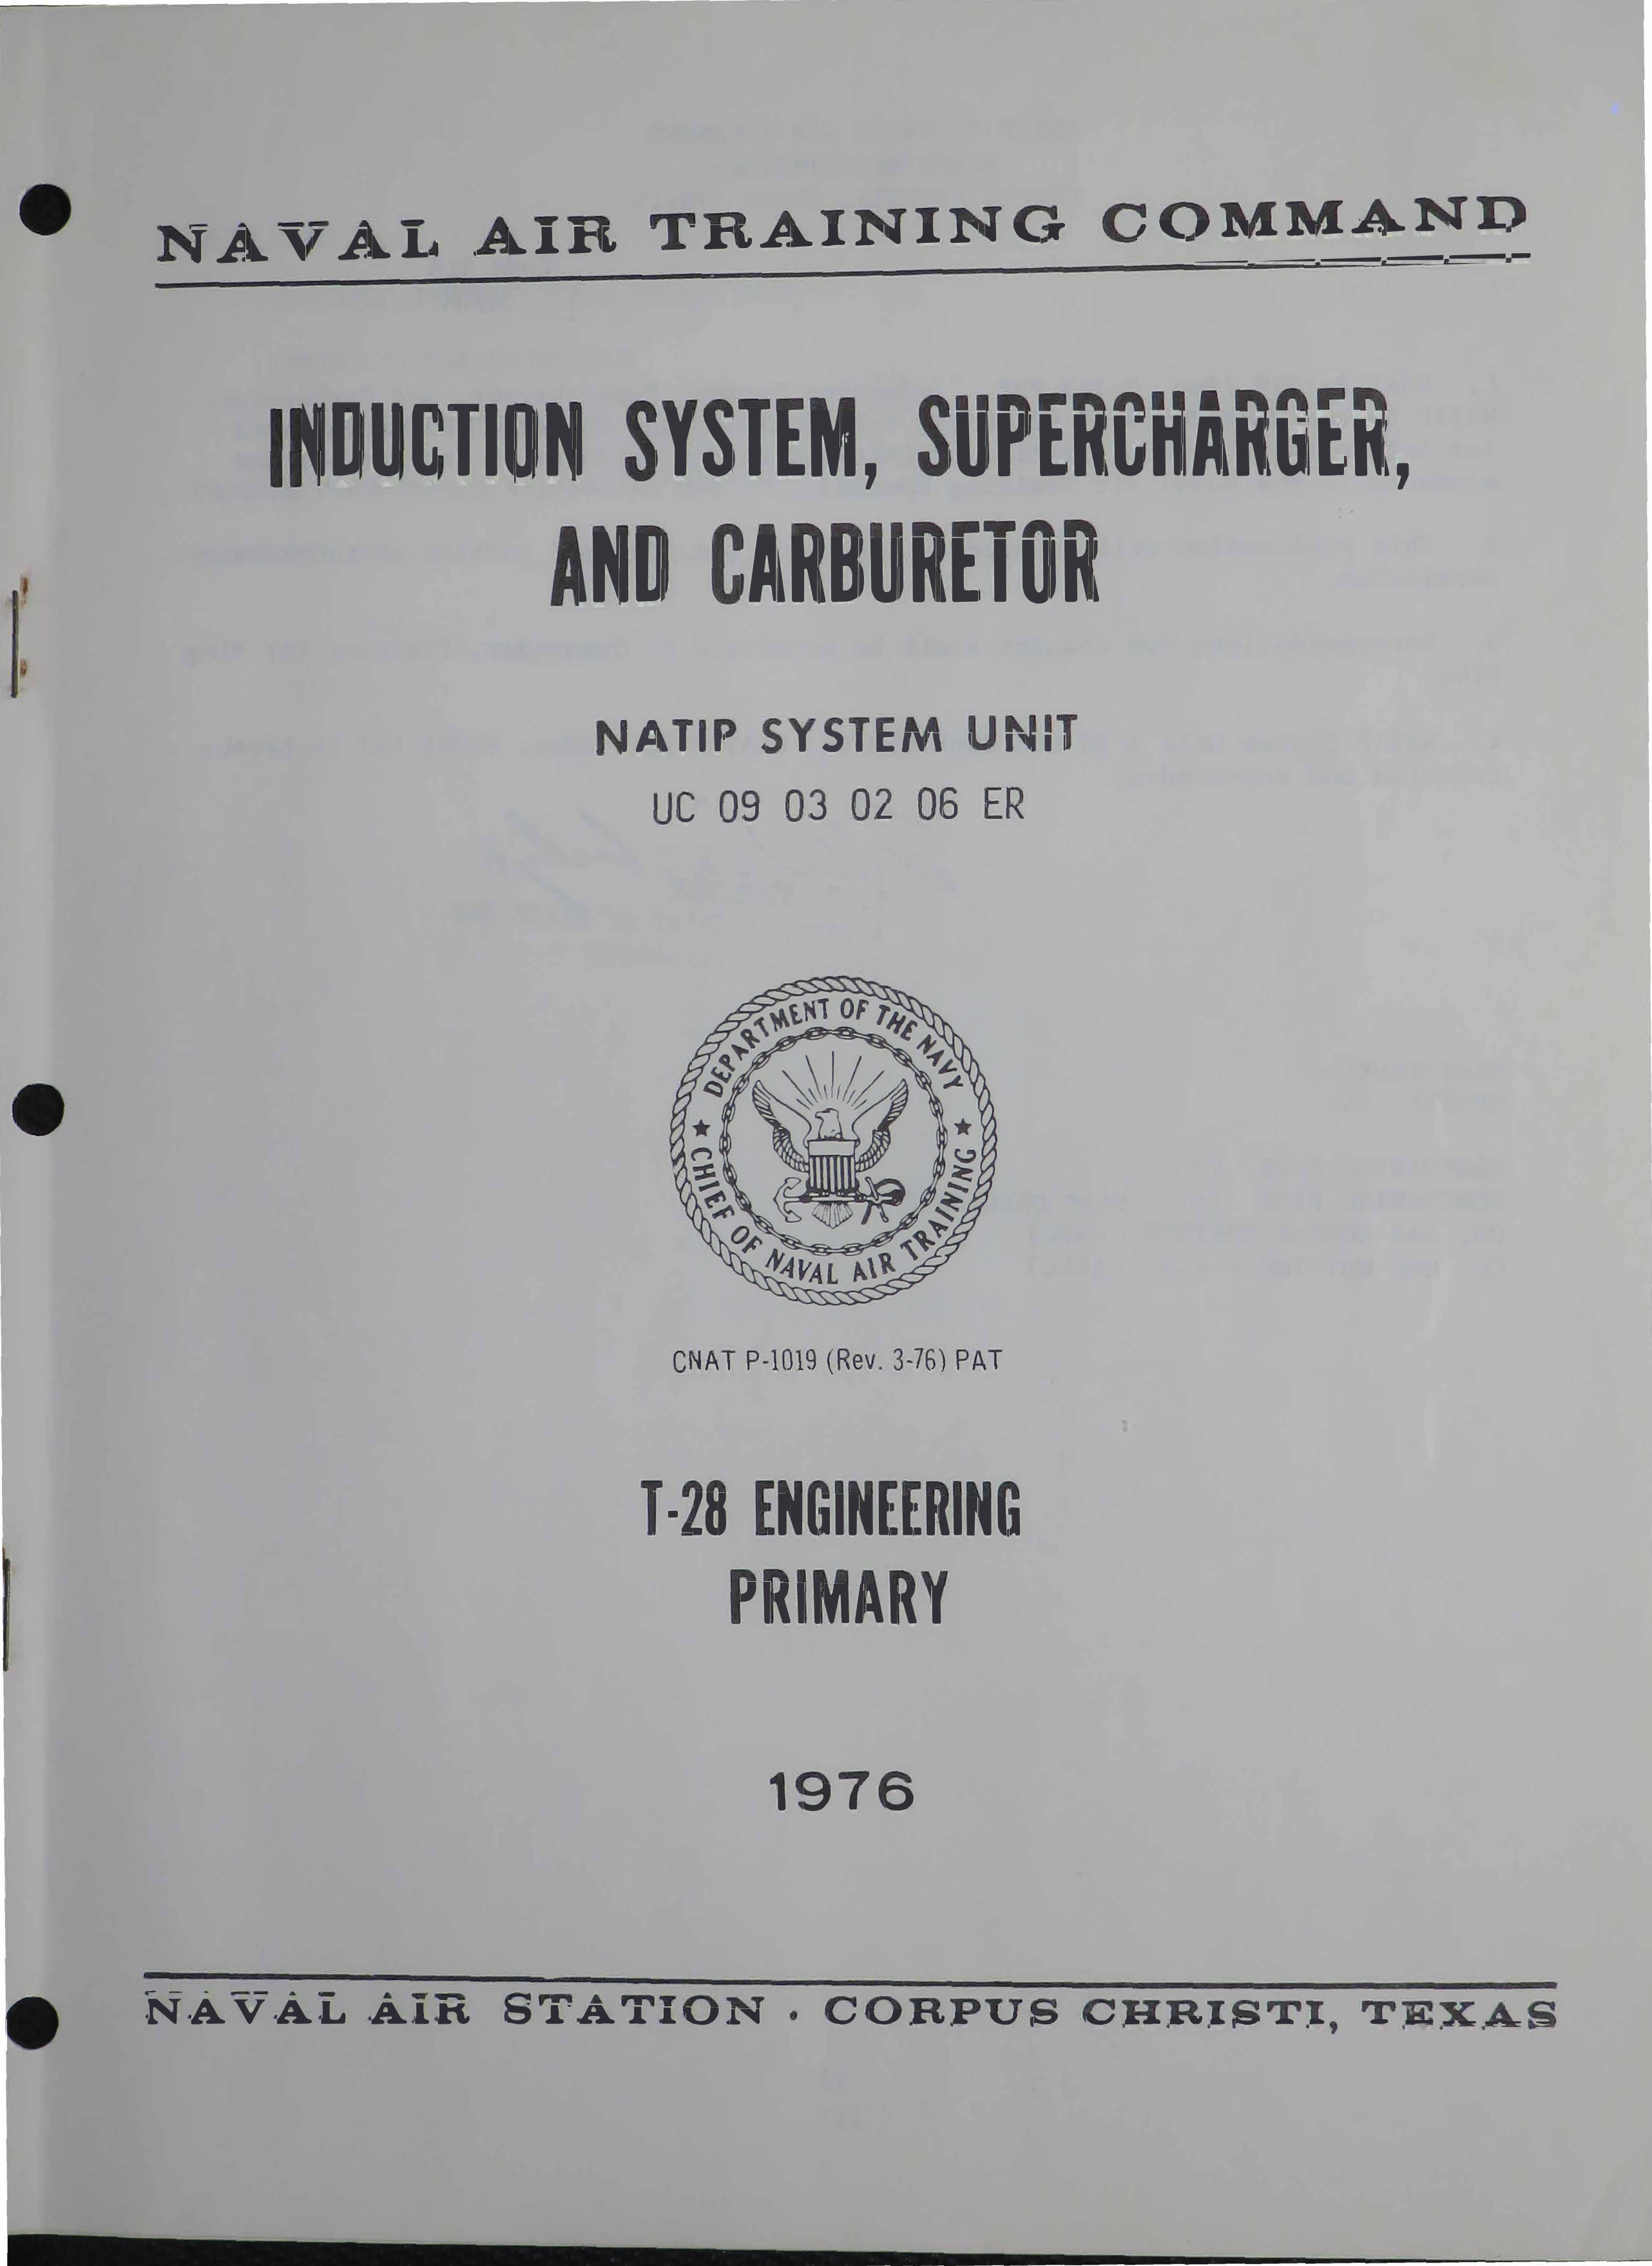 NAVAL AIR TRAINING COMMAND
INDUCTION SYSTEM, SUPERCHARGER,
AND CARBURETOR
NATIP SYSTEM UNIT
UC 09 03 02 06 ER
DEPARTMENT OF THE NAVY
★ CHIEF OF NAVAL AIR TRAINING ★
CNAT P-1019 (Rev. 3-76) PAT
T-28 ENGINEERING
PRIMARY
1976
NAVAL AIR STATION . CORPUS CHRISTI, TEXAS